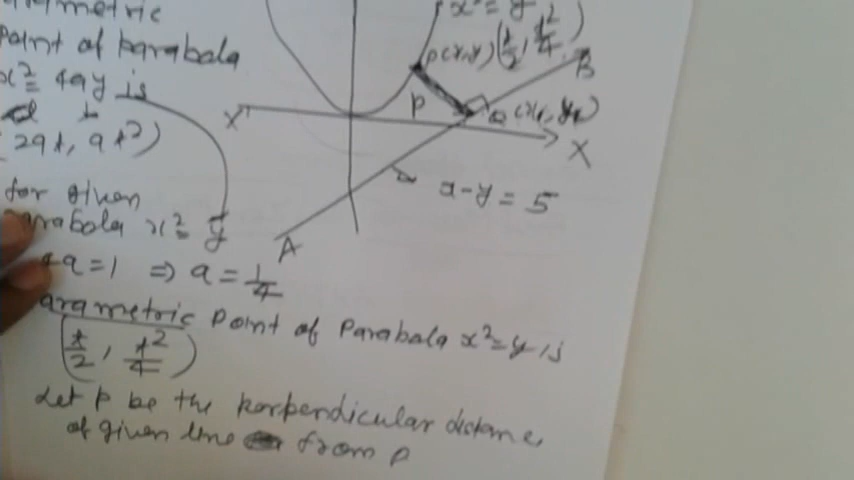 x² = y
Point of parabola
P(x,y) (t/2, t²/4)
B
x² = 4ay is
X'
P
Q (x₁, y₁)
X
2at, at²)
x-y = 5
for given
parabola x² = y
A
4a=1 => a = 1/4
arametric Point of Parabola x²=y is
(t/2, t²/4)
Let p be the perpendicular distance
of given line from P